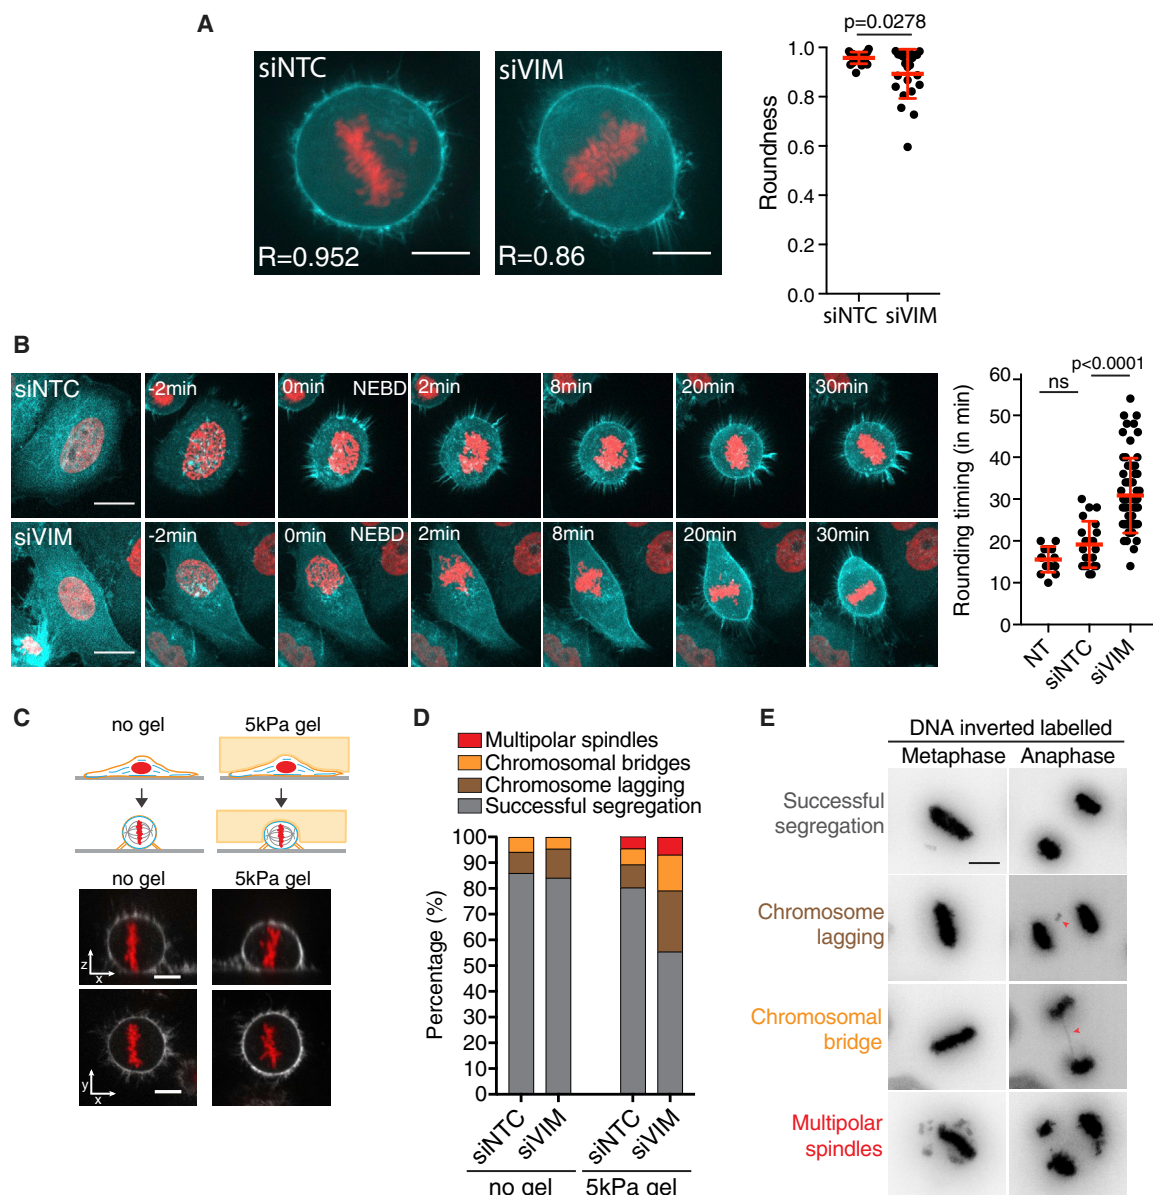 A
siNTC
R=0.952
siVIM
R=0.86
p=0.0278
Roundness
1.0
0.8
0.6
0.4
0.2
0.0
siNTC siVIM
B
siNTC
-2min
0min NEBD
2min
8min
20min
30min
siVIM
-2min
0min NEBD
2min
8min
20min
30min
p<0.0001
ns
Rounding timing (in min)
60
50
40
30
20
10
0
NT
siNTC
siVIM
C
no gel
5kPa gel
no gel
5kPa gel
z
x
y
x
D
Multipolar spindles
Chromosomal bridges
Chromosome lagging
Successful segregation
Percentage (%)
100
90
80
70
60
50
40
30
20
10
0
siNTC
siVIM
siNTC
siVIM
no gel
5kPa gel
E
DNA inverted labelled
Metaphase Anaphase
Successful
segregation
Chromosome
lagging
Chromosomal
bridge
Multipolar
spindles